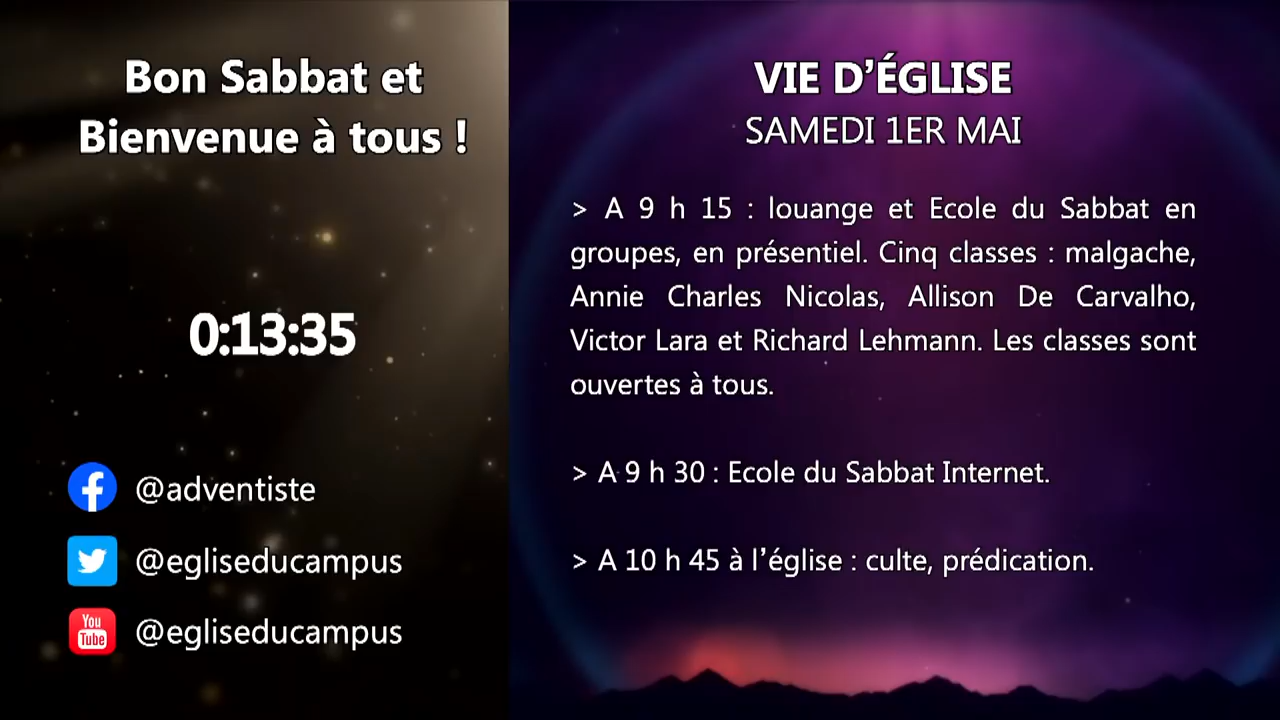 Bon Sabbat et
Bienvenue à tous !
0:13:35
@adventiste
@egliseducampus
You
Tube
@egliseducampus
VIE D’ÉGLISE
SAMEDI 1ER MAI
> A 9 h 15 : louange et Ecole du Sabbat en
groupes, en présentiel. Cinq classes : malgache,
Annie Charles Nicolas, Allison De Carvalho,
Victor Lara et Richard Lehmann. Les classes sont
ouvertes à tous.
> A 9 h 30 : Ecole du Sabbat Internet.
> A 10 h 45 à l’église : culte, prédication.